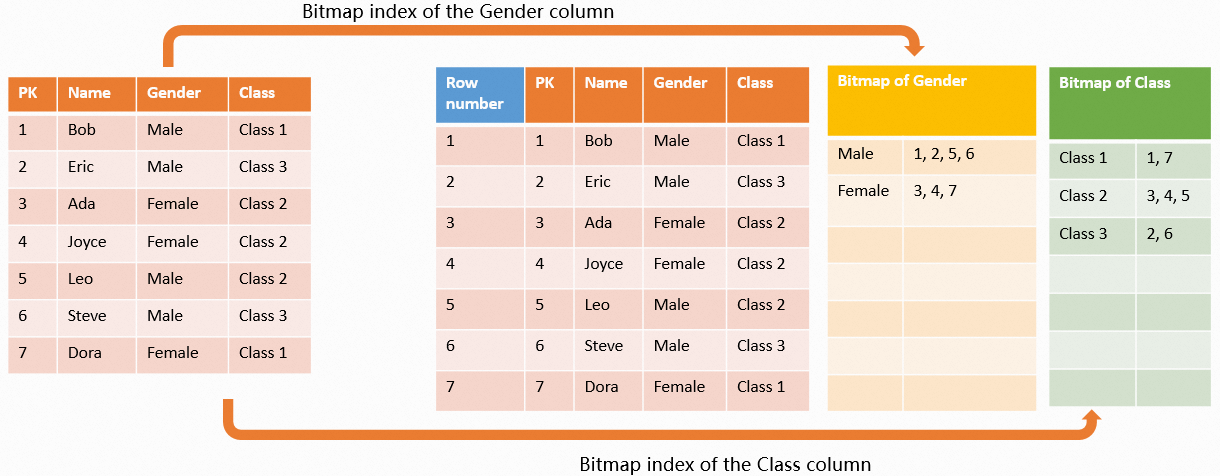 Bitmap index of the Gender column
PK Name Gender Class
1 Bob Male Class 1
2 Eric Male Class 3
3 Ada Female Class 2
4 Joyce Female Class 2
5 Leo Male Class 2
6 Steve Male Class 3
7 Dora Female Class 1
Row
number
PK Name Gender Class
1 1 Bob Male Class 1
2 2 Eric Male Class 3
3 3 Ada Female Class 2
4 4 Joyce Female Class 2
5 5 Leo Male Class 2
6 6 Steve Male Class 3
7 7 Dora Female Class 1
Bitmap of Gender
Male 1, 2, 5, 6
Female 3, 4, 7
Bitmap of Class
Class 1 1, 7
Class 2 3, 4, 5
Class 3 2, 6
Bitmap index of the Class column